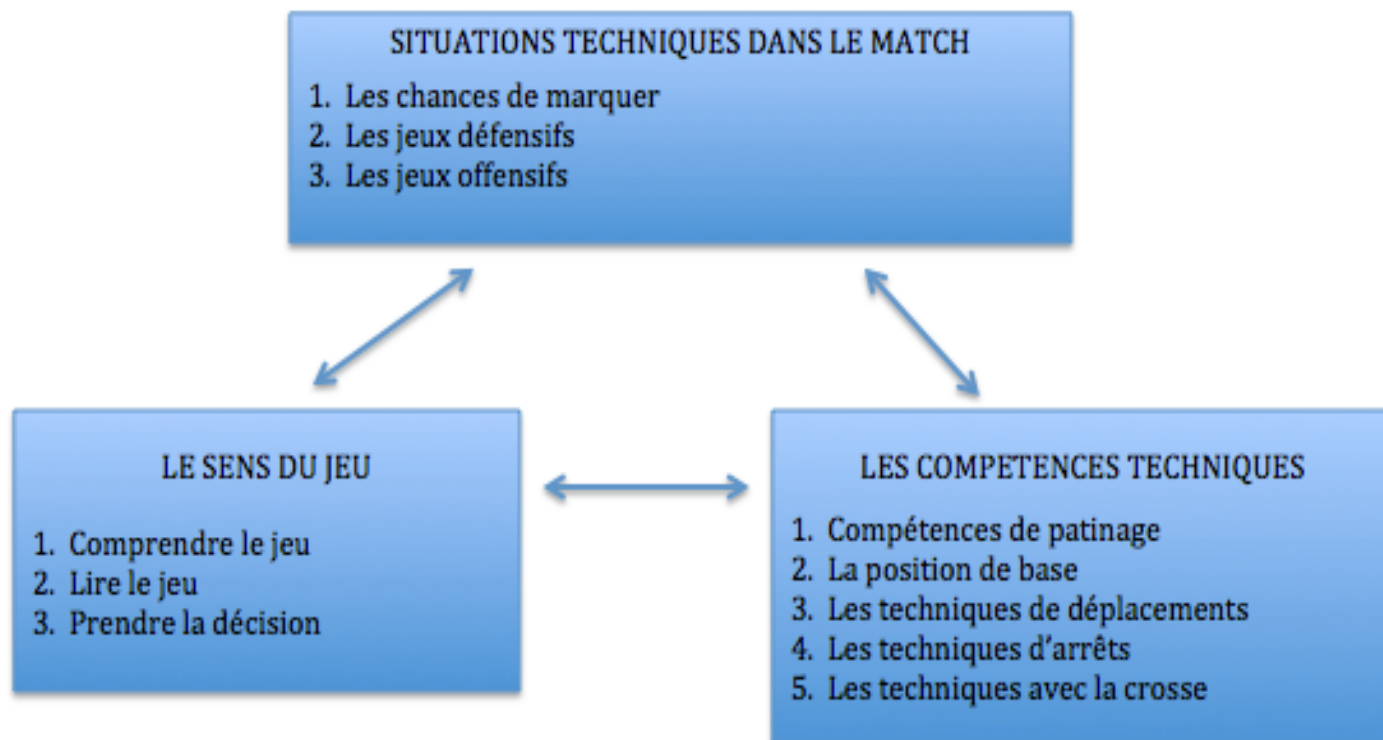 SITUATIONS TECHNIQUES DANS LE MATCH
1. Les chances de marquer
2. Les jeux défensifs
3. Les jeux offensifs
LE SENS DU JEU
1. Comprendre le jeu
2. Lire le jeu
3. Prendre la décision
LES COMPETENCES TECHNIQUES
1. Compétences de patinage
2. La position de base
3. Les techniques de déplacements
4. Les techniques d'arrêts
5. Les techniques avec la crosse